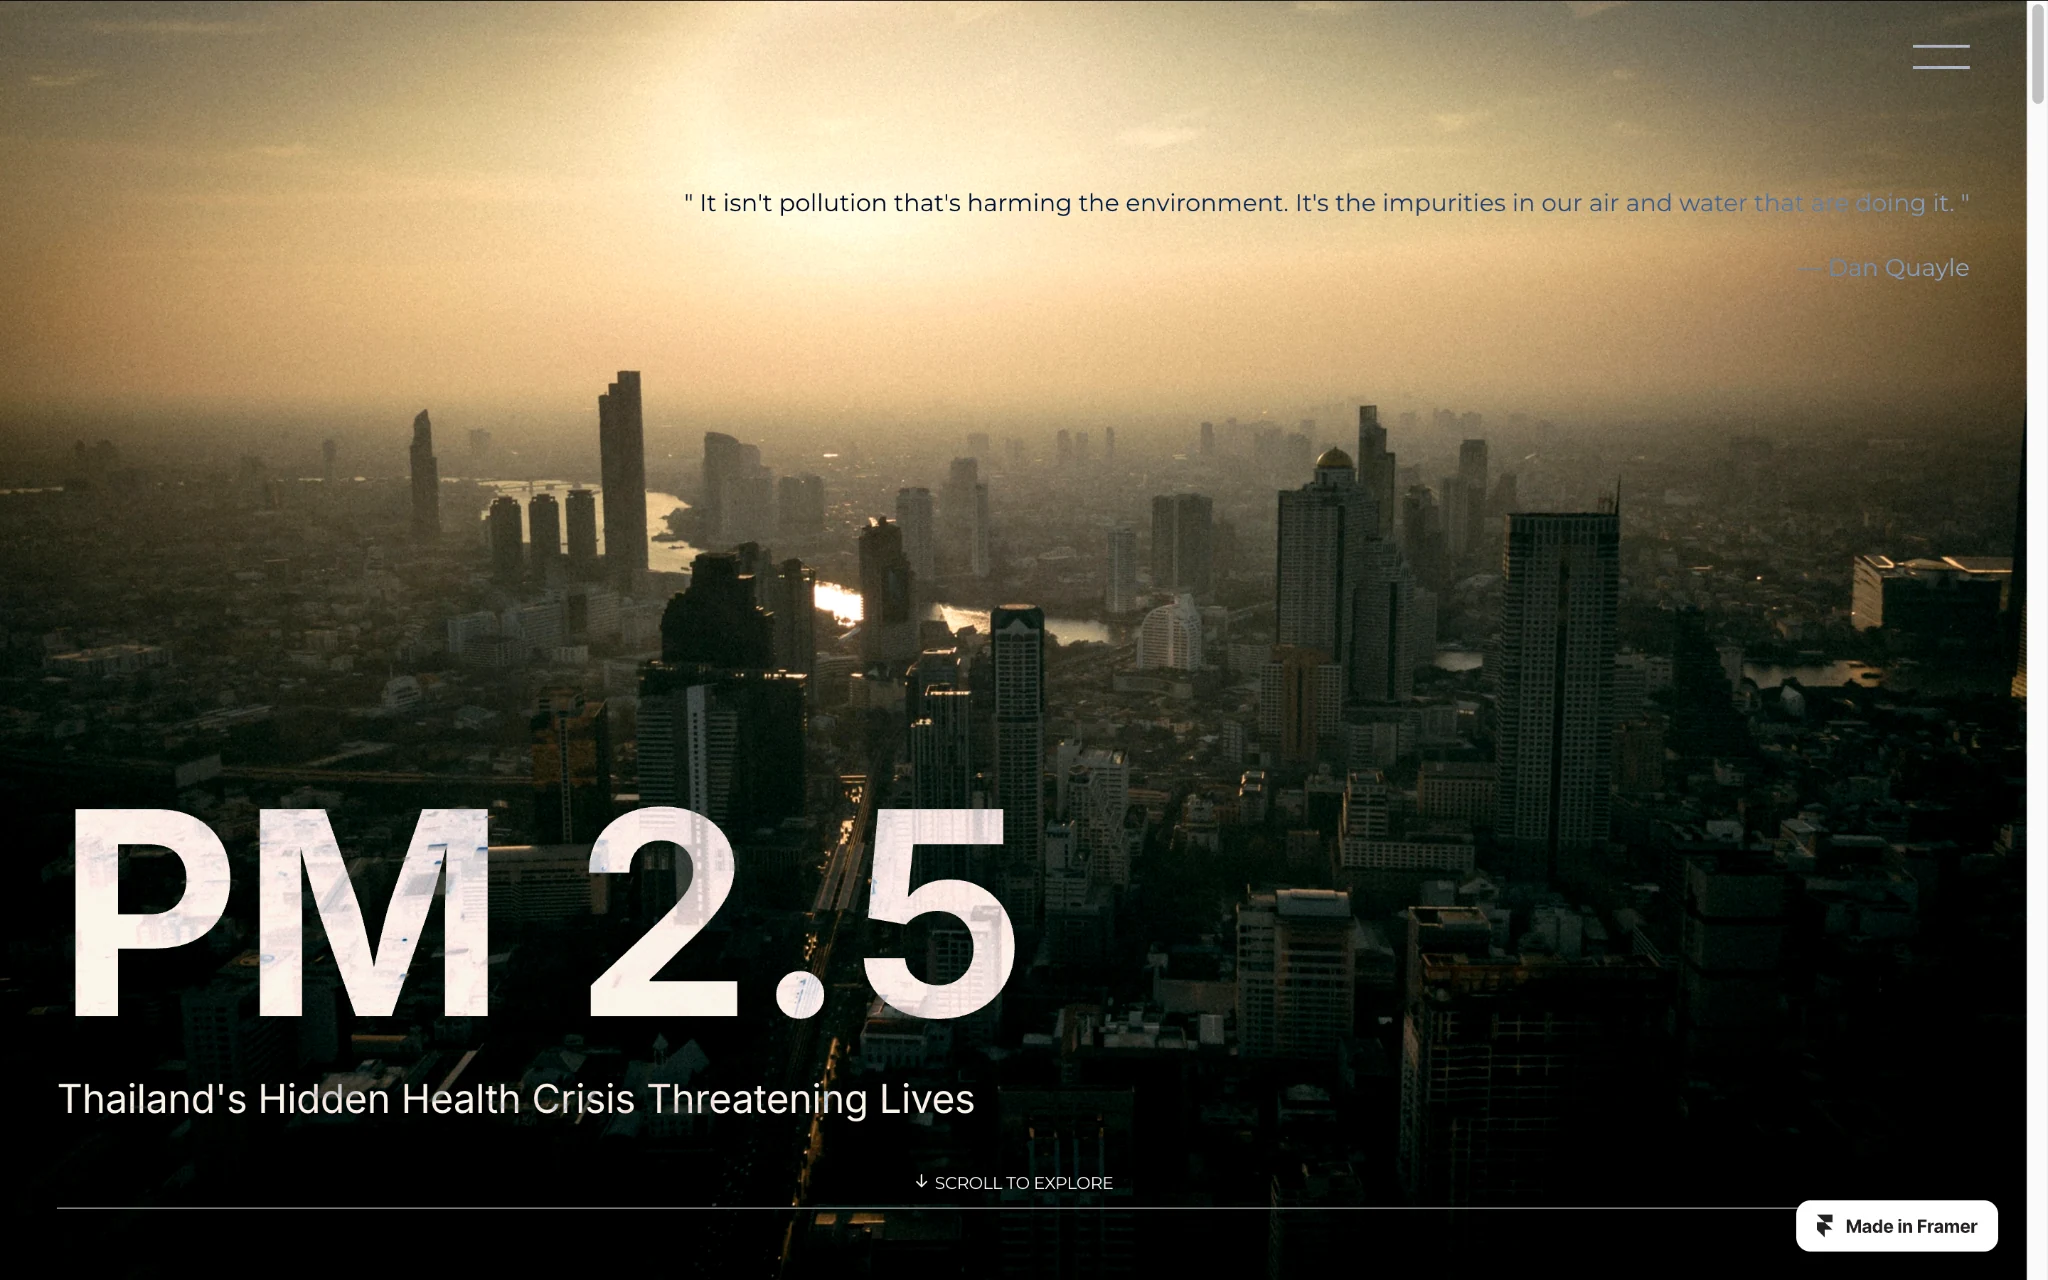 " It isn't pollution that's harming the environment. It's the impurities in our air and water that are doing it. "
— Dan Quayle
PM 2.5
Thailand's Hidden Health Crisis Threatening Lives
↓ SCROLL TO EXPLORE
Made in Framer